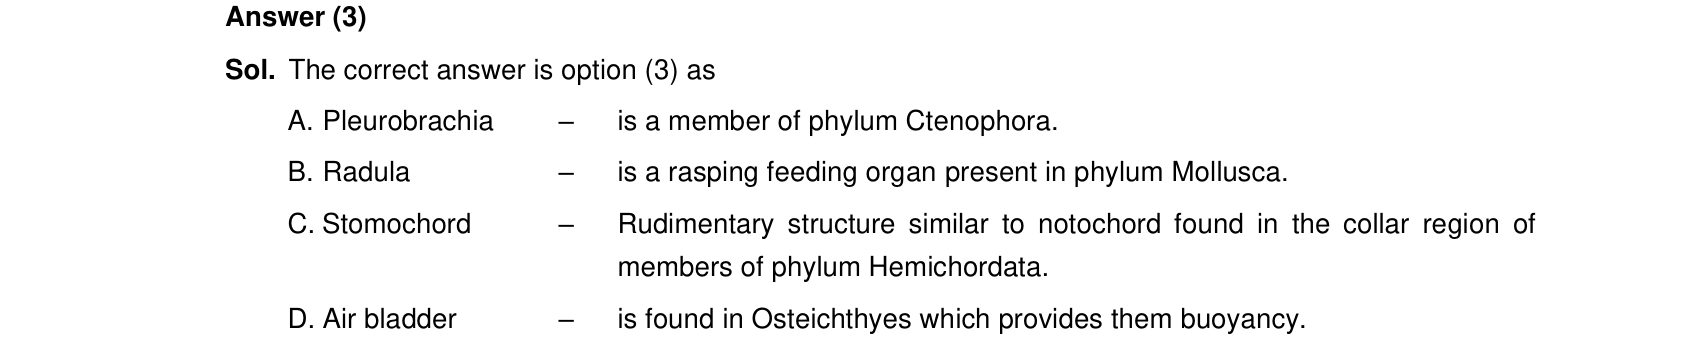 Answer (3)
Sol. The correct answer is option (3) as
A. Pleurobrachia – is a member of phylum Ctenophora.
B. Radula – is a rasping feeding organ present in phylum Mollusca.
C. Stomochord – Rudimentary structure similar to notochord found in the collar region of
members of phylum Hemichordata.
D. Air bladder – is found in Osteichthyes which provides them buoyancy.